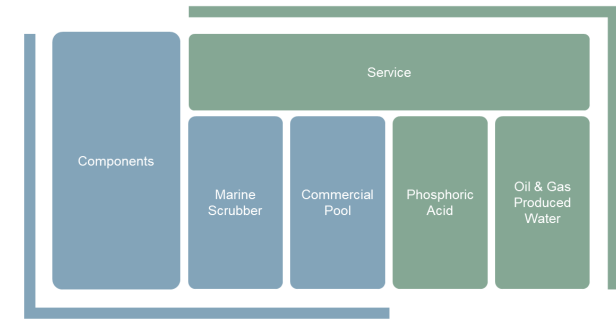 Service
Components
Marine
Scrubber
Commercial
Pool
Phosphoric
Acid
Oil & Gas
Produced
Water